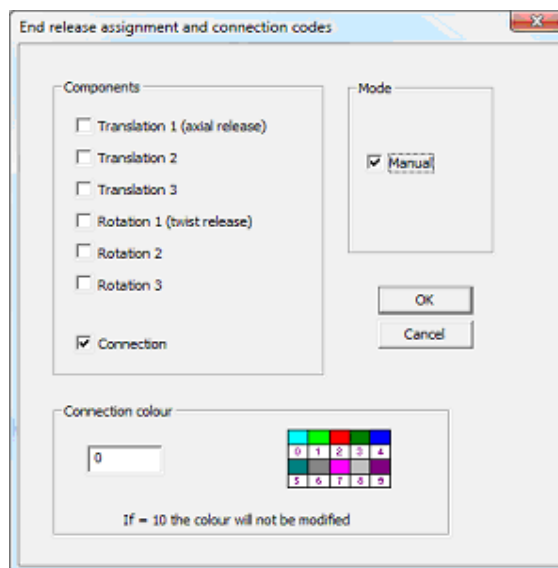 End release assignment and connection codes
Components
Translation 1 (axial release)
Translation 2
Translation 3
Rotation 1 (twist release)
Rotation 2
Rotation 3
Connection
Mode
Manual
OK
Cancel
Connection colour
0
0 1 2 3 4
5 6 7 8 9
If = 10 the colour will not be modified